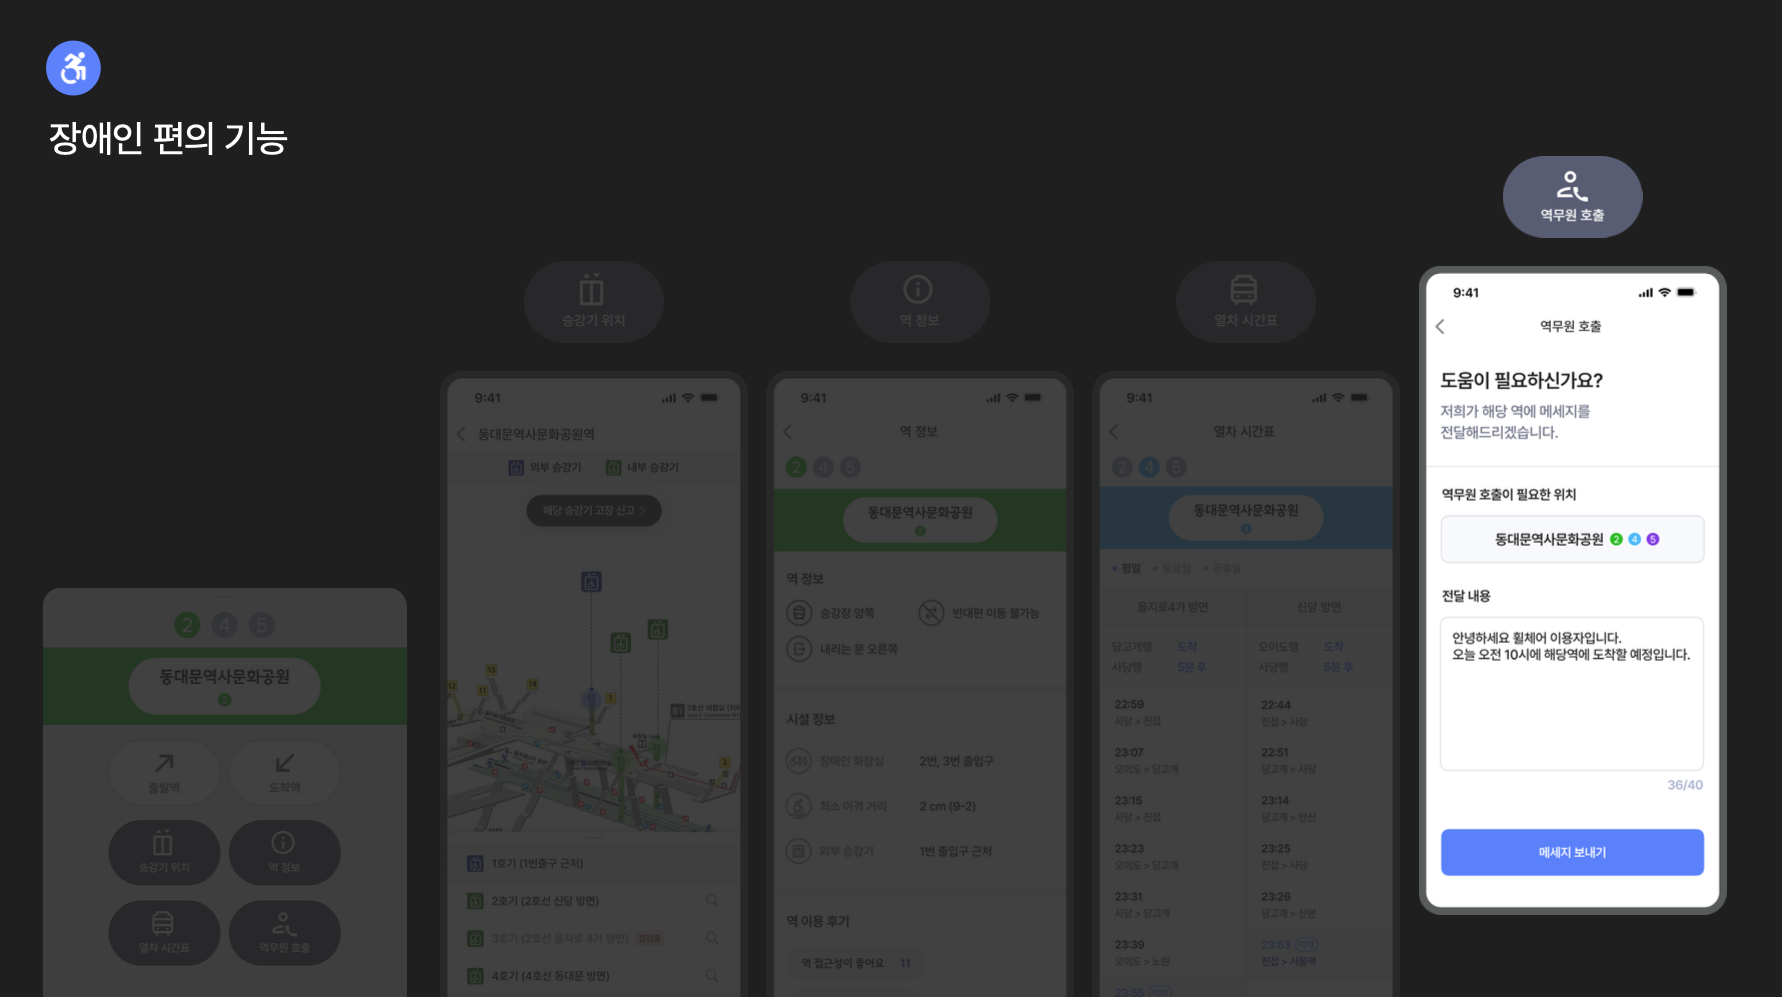 장애인 편의 기능
2 4 5
동대문역사문화공원
2
출발역
도착역
승강기 위치
역 정보
열차 시간표
역무원 호출
승강기 위치
9:41
동대문역사문화공원역
외부 승강기
내부 승강기
해당 승강기 고장 신고 >
13
12
11
14
1
3
1호기 (1번출구 근처)
2호기 (2호선 신당 방면)
3호기 (2호선 을지로 4가 방면) 점검중
4호기 (4호선 동대문 방면)
역 정보
9:41
역 정보
2 4 5
동대문역사문화공원
2
역 정보
승강장 양쪽
반대편 이동 불가능
내리는 문 오른쪽
시설 정보
장애인 화장실 2번, 3번 출입구
최소 이격 거리 2 cm (9-2)
외부 승강기 1번 출입구 근처
역 이용 후기
역 접근성이 좋아요 11
열차 시간표
9:41
열차 시간표
2 4 5
동대문역사문화공원
4
평일 토요일 공휴일
을지로4가 방면 신당 방면
당고개행 도착 오이도행 도착
사당행 5분 후 사당행 5분 후
22:59 22:44
사당 > 진접 진접 > 사당
23:07 22:51
오이도 > 당고개 당고개 > 사당
23:15 23:14
사당 > 진접 당고개 > 안산
23:23 23:25
오이도 > 당고개 진접 > 사당
23:31 23:26
사당 > 당고개 당고개 > 산본
23:39 23:53 막차
오이도 > 노원 진접 > 서울역
23:55 막차
역무원 호출
9:41
역무원 호출
도움이 필요하신가요?
저희가 해당 역에 메세지를
전달해드리겠습니다.
역무원 호출이 필요한 위치
동대문역사문화공원 2 4 5
전달 내용
안녕하세요 휠체어 이용자입니다.
오늘 오전 10시에 해당역에 도착할 예정입니다.
36/40
메세지 보내기